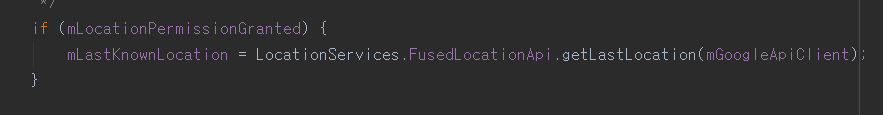 */
if (mLocationPermissionGranted) {
mLastKnownLocation = LocationServices.FusedLocationApi.getLastLocation(mGoogleApiClient);
}